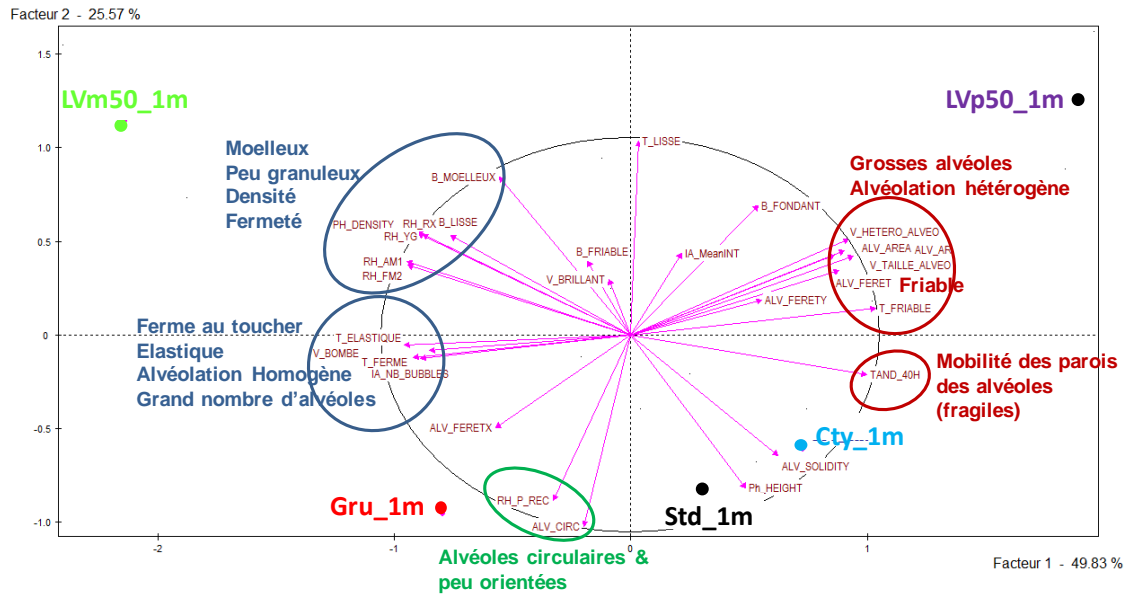 Facteur 2 - 25.57 %
1.5
LVm50_1m
LVp50_1m
Moelleux
Peu granuleux
Densité
Fermeté
1.0
T_LISSE
Grosses alvéoles
Alvéolation hétérogène
B_MOELLEUX
B_FONDANT
PH_DENSITY
RH_RX
B_LISSE
RH_YG
V_HETERO_ALVEO
0.5
B_FRIABLE
IA_MeanINT
ALV_AREA
ALV_AR
RH_AM1
V_TAILLE_ALVEO
RH_FM2
V_BRILLANT
ALV_FERET
Friable
ALV_FERETY
T_FRIABLE
0
Ferme au toucher
Elastique
Alvéolation Homogène
Grand nombre d'alvéoles
T_ELASTIQUE
V_BOMBE
T_FERME
IA_NB_BUBBLES
Mobilité des parois
des alvéoles
(fragiles)
TAND_40H
-0.5
ALV_FERETX
Cty_1m
ALV_SOLIDITY
Ph_HEIGHT
RH_P_REC
Gru_1m
Std_1m
-1.0
ALV_CIRC
Alvéoles circulaires &
peu orientées
-2
-1
0
1
Facteur 1 - 49.83 %